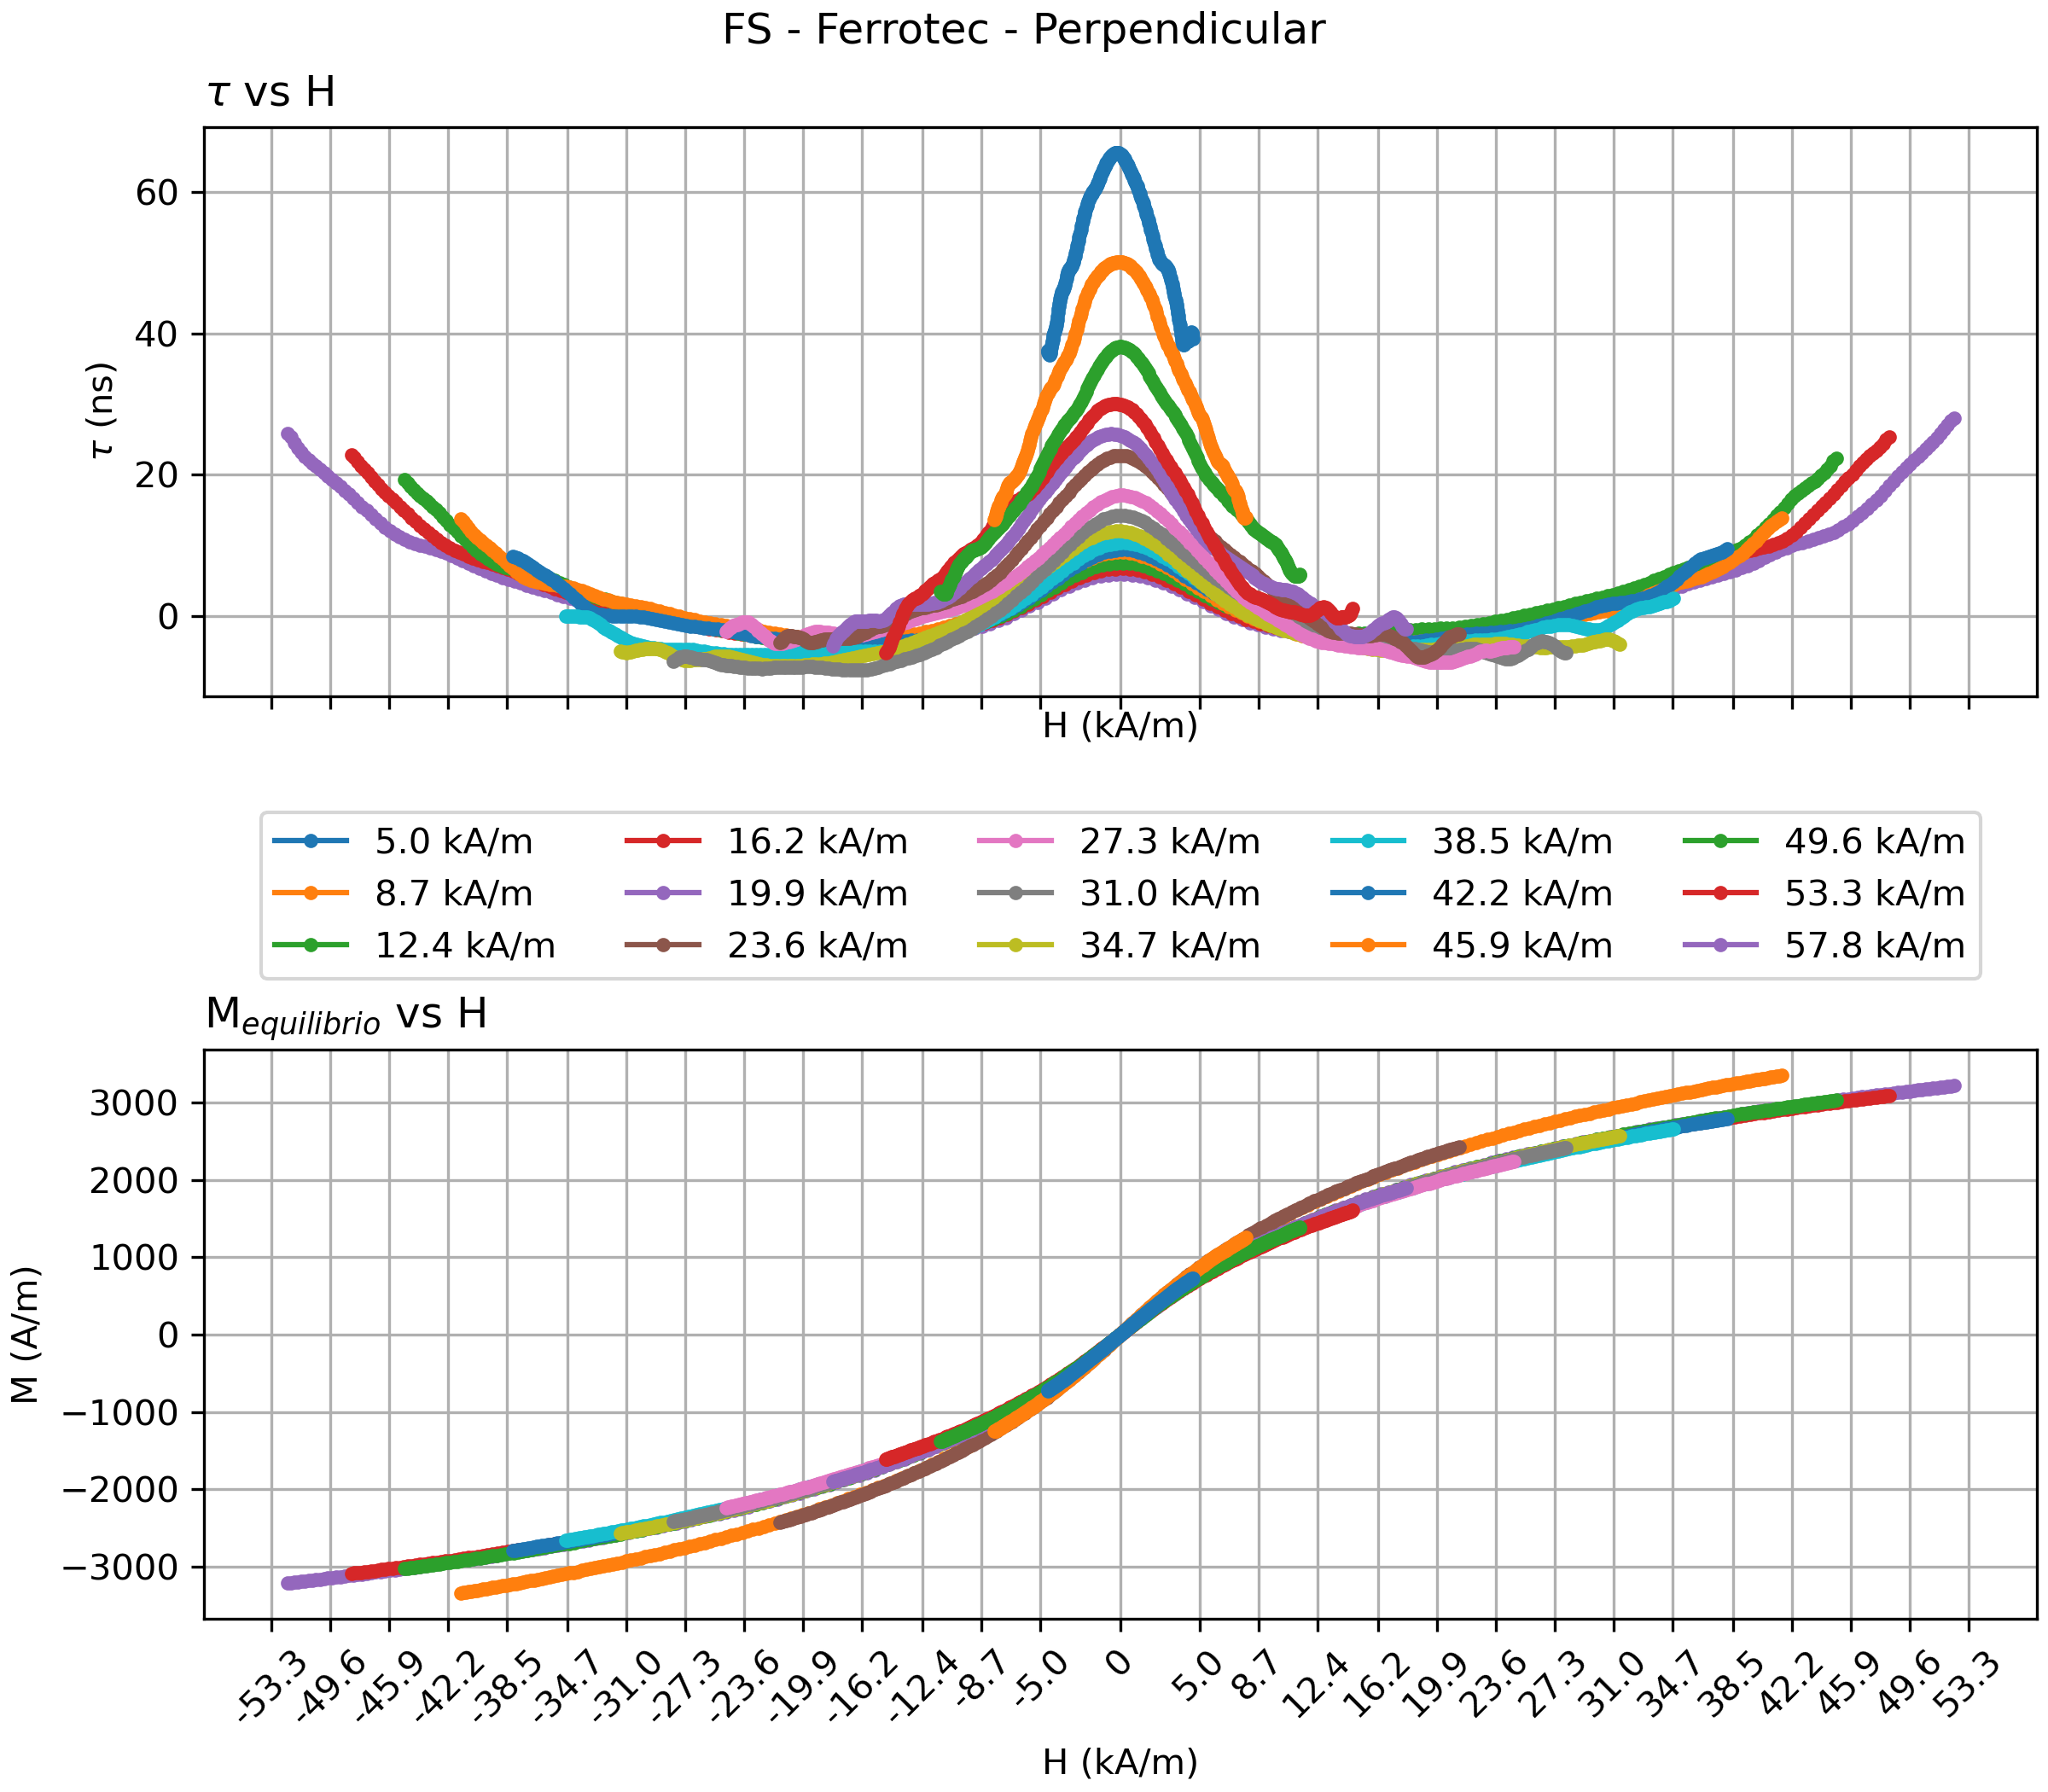 FS - Ferrotec - Perpendicular
τ vs H
60
40
20
0
τ (ns)
H (kA/m)
5.0 kA/m 16.2 kA/m 27.3 kA/m 38.5 kA/m 49.6 kA/m
8.7 kA/m 19.9 kA/m 31.0 kA/m 42.2 kA/m 53.3 kA/m
12.4 kA/m 23.6 kA/m 34.7 kA/m 45.9 kA/m 57.8 kA/m
Mequilibrio vs H
3000
2000
1000
0
−1000
−2000
−3000
M (A/m)
-53.3 -49.6 -45.9 -42.2 -38.5 -34.7 -31.0 -27.3 -23.6 -19.9 -16.2 -12.4 -8.7 -5.0 0 5.0 8.7 12.4 16.2 19.9 23.6 27.3 31.0 34.7 38.5 42.2 45.9 49.6 53.3
H (kA/m)